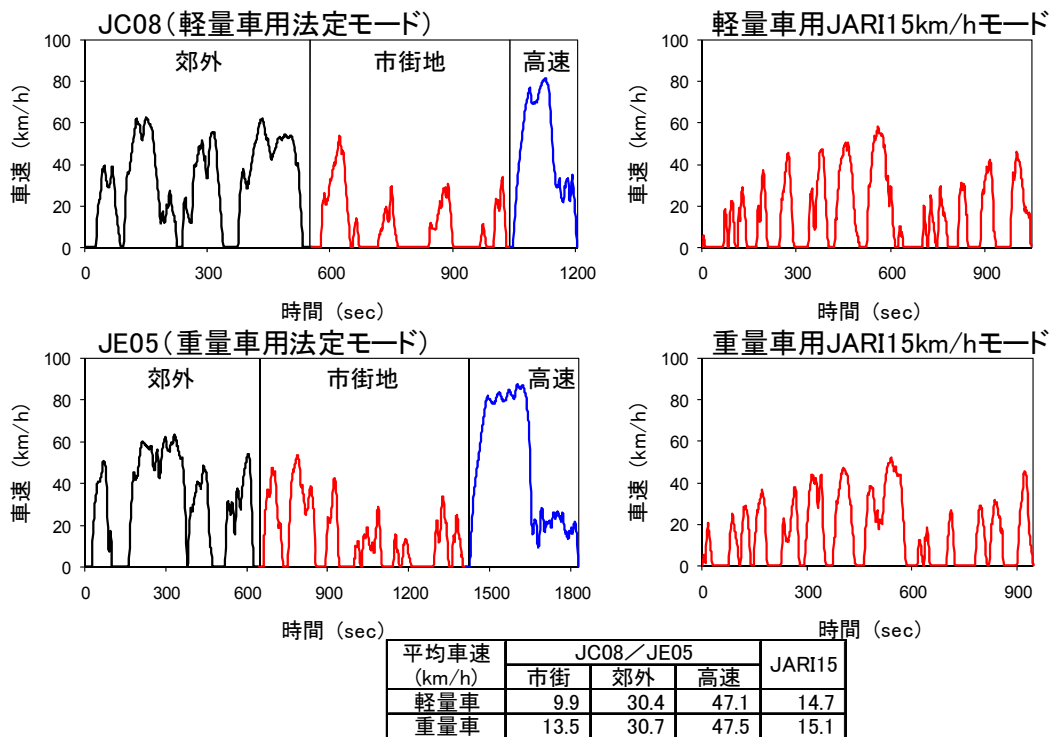 JC08(軽量車用法定モード)
100
80
60
40
20
0
車速 (km/h)
郊外
市街地
高速
0 300 600 900 1200
時間 (sec)
軽量車用JARI15km/hモード
100
80
60
40
20
0
車速 (km/h)
0 300 600 900
時間 (sec)
JE05(重量車用法定モード)
100
80
60
40
20
0
車速 (km/h)
郊外
市街地
高速
0 300 600 900 1200 1500 1800
時間 (sec)
重量車用JARI15km/hモード
100
80
60
40
20
0
車速 (km/h)
0 300 600 900
時間 (sec)
平均車速 JC08/JE05 JARI15
(km/h) 市街 郊外 高速
軽量車 9.9 30.4 47.1 14.7
重量車 13.5 30.7 47.5 15.1